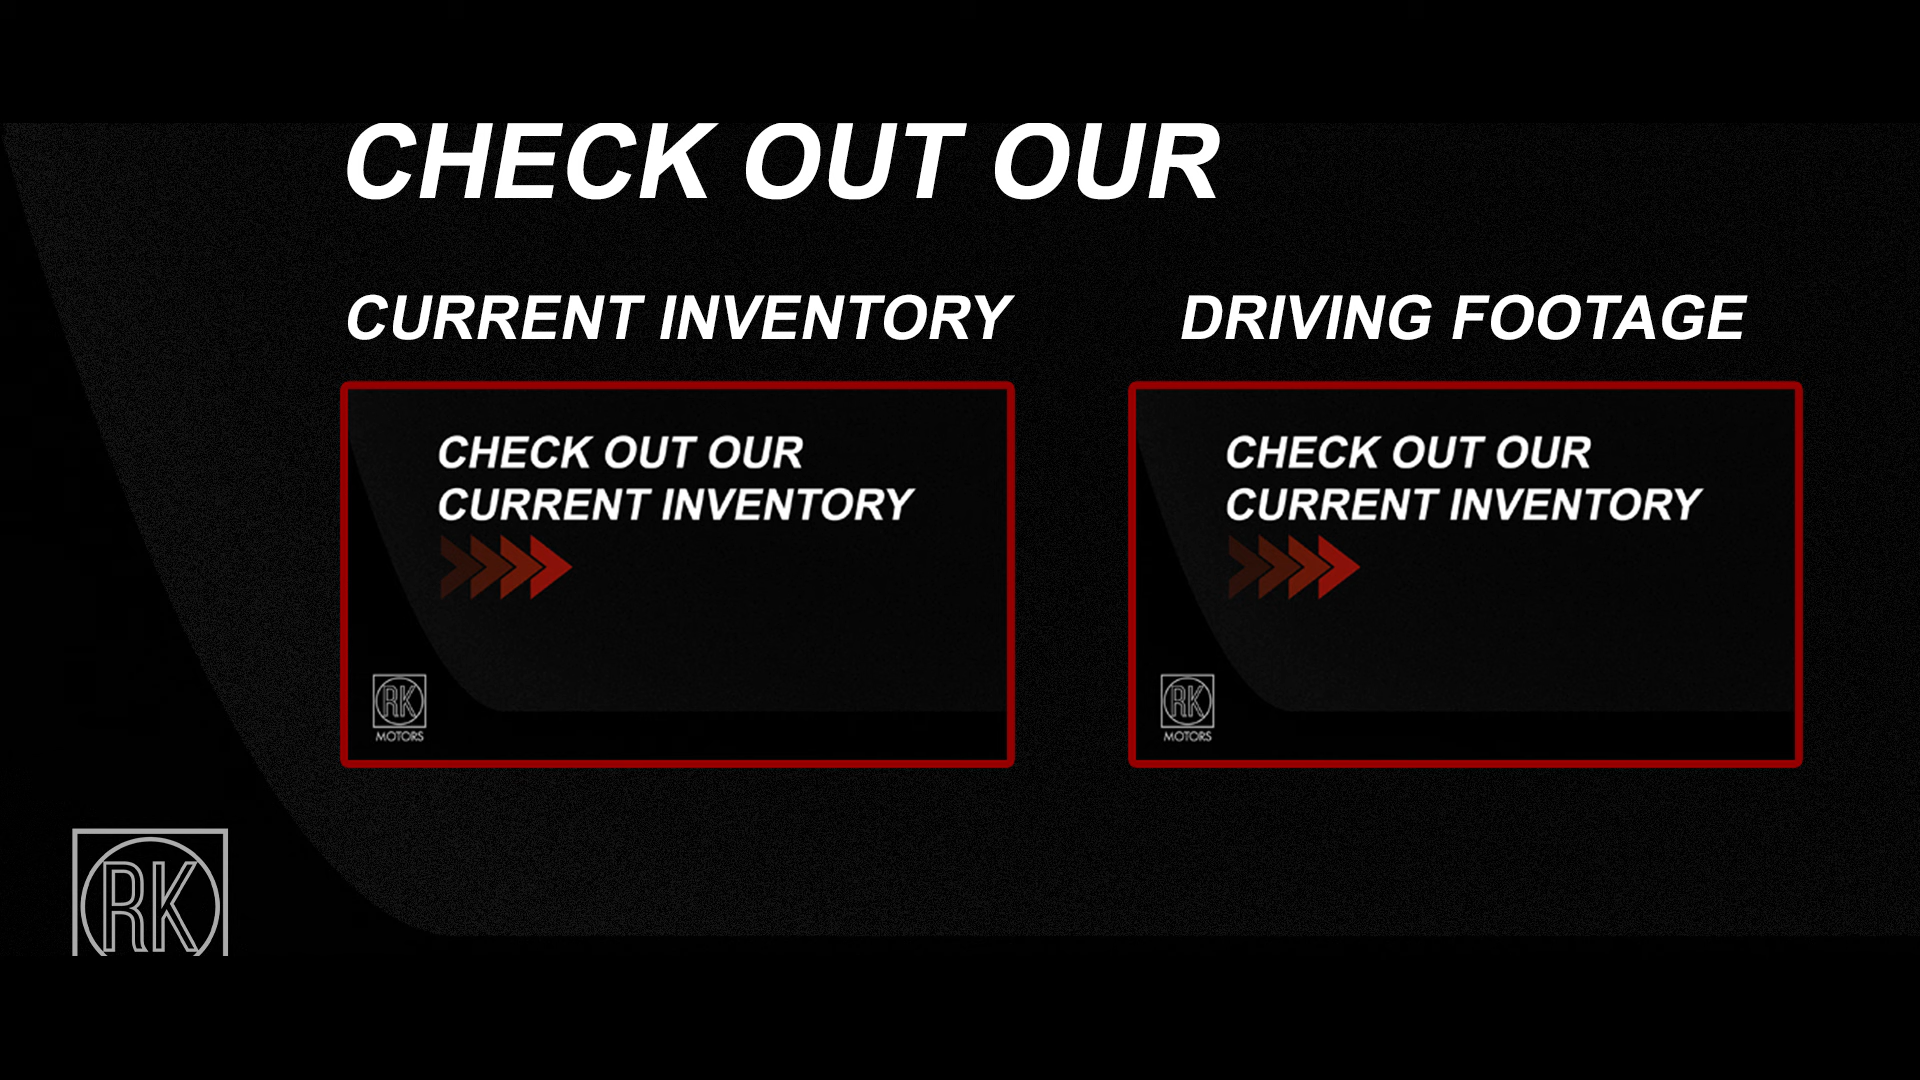 CHECK OUT OUR
CURRENT INVENTORY
DRIVING FOOTAGE
CHECK OUT OUR
CURRENT INVENTORY
RK
MOTORS
CHECK OUT OUR
CURRENT INVENTORY
RK
MOTORS
RK